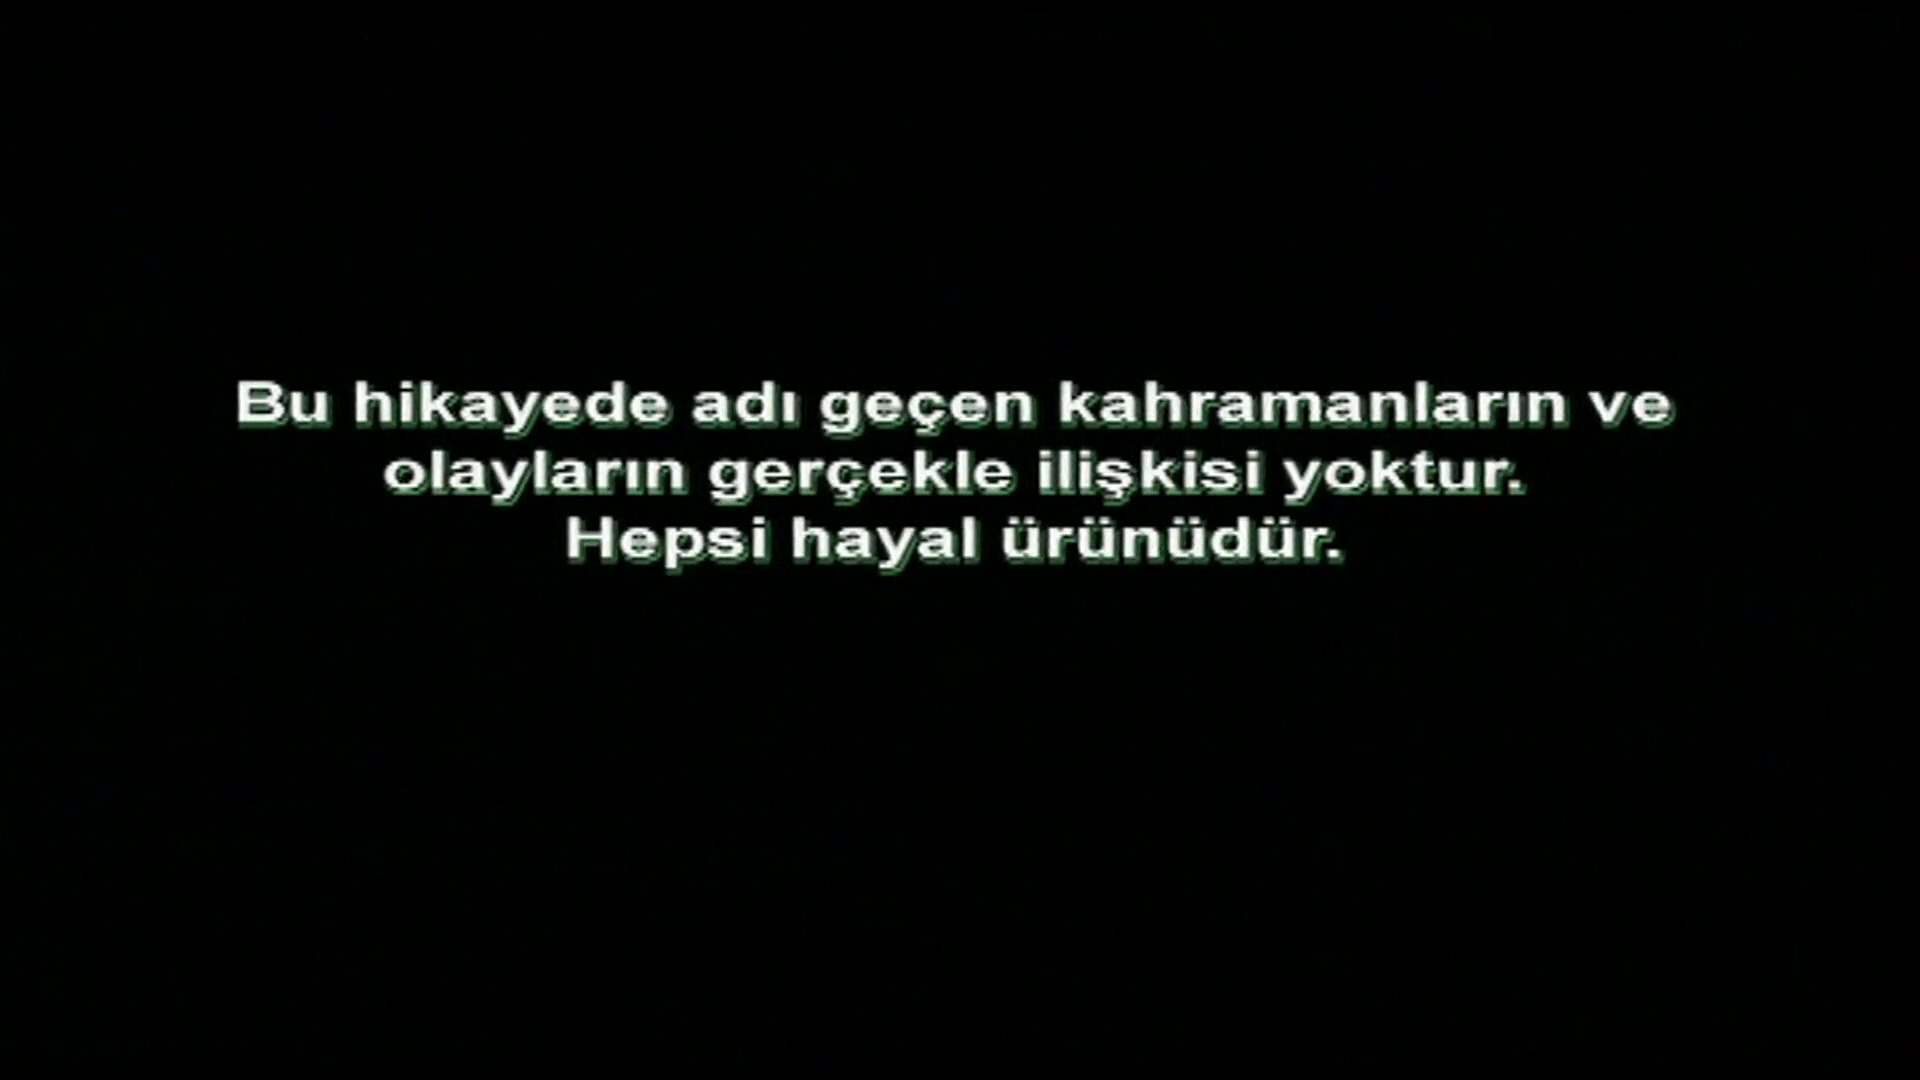 Bu hikayede adı geçen kahramanların ve
olayların gerçekle ilişkisi yoktur.
Hepsi hayal ürünüdür.